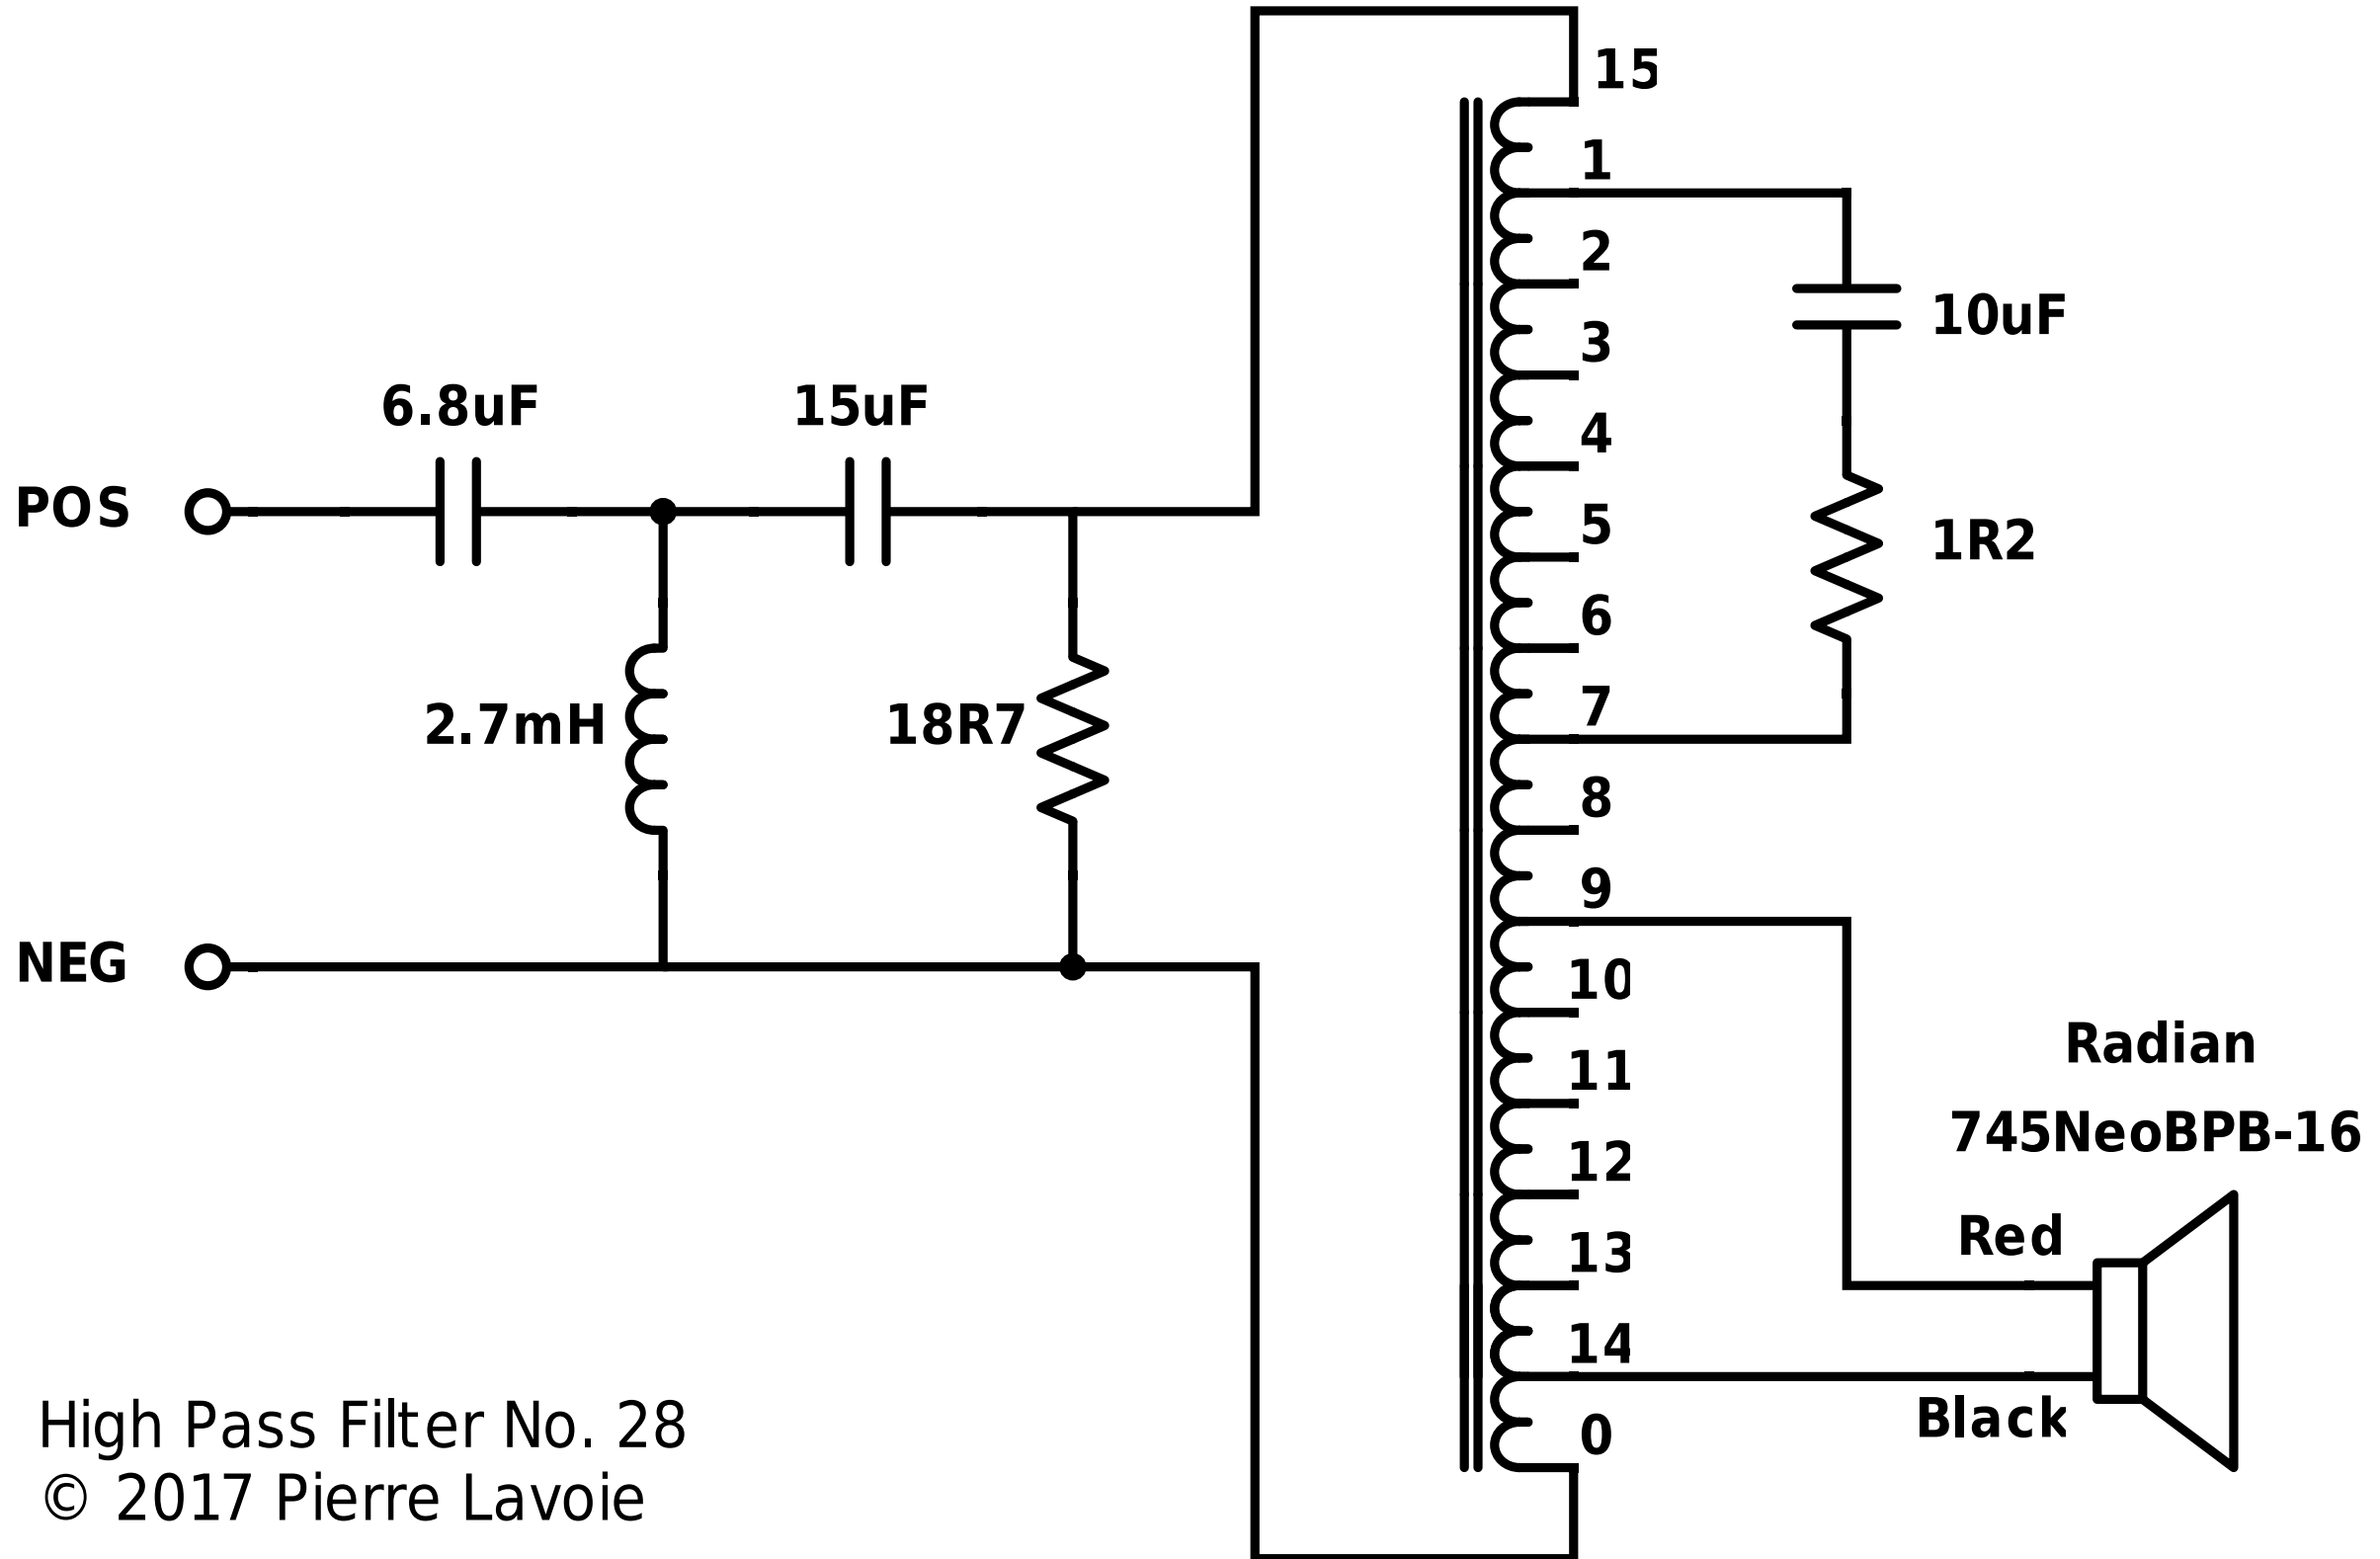 15
1
2
10uF
3
6.8uF
15uF
4
POS
5
1R2
6
2.7mH
18R7
7
8
9
NEG
10
Radian
11
745NeoBPB-16
12
Red
13
14
Black
High Pass Filter No. 28
0
© 2017 Pierre Lavoie